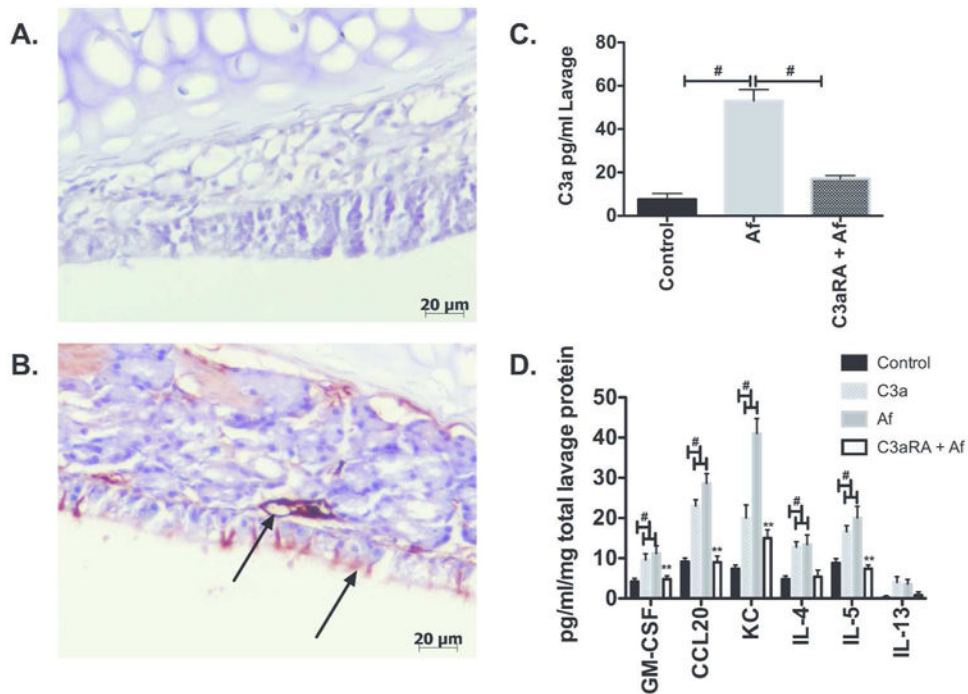 A.
20 µm
B.
20 µm
C.
C3a pg/ml Lavage
80
60
40
20
0
#
#
Control
Af
C3aRA + Af
D.
pg/ml/mg total lavage protein
50
40
30
20
10
0
Control
C3a
Af
C3aRA + Af
#
**
#
**
#
**
#
#
**
GM-CSF
CCL20
KC
IL-4
IL-5
IL-13